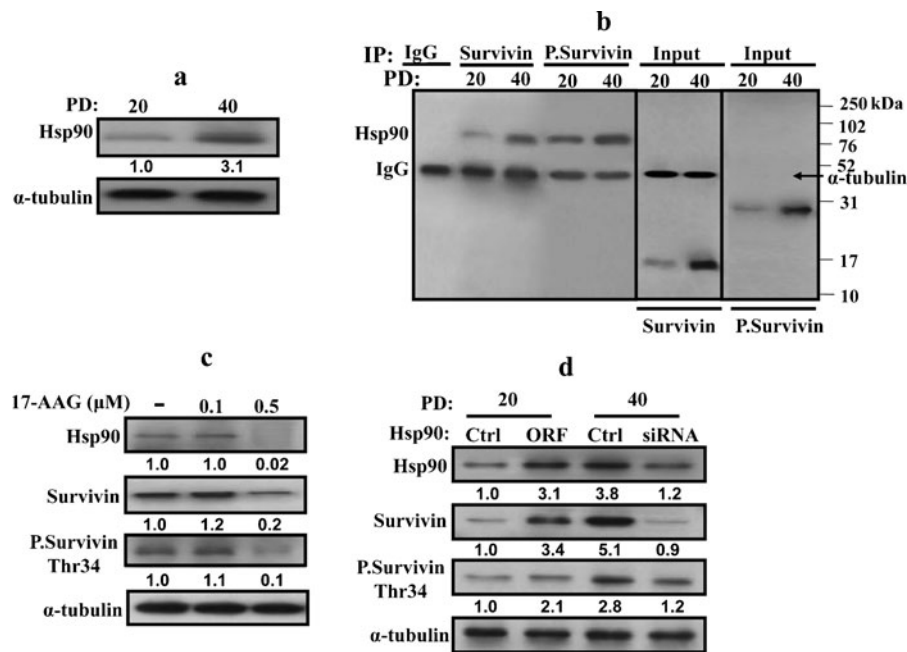 a
PD: 20 40
Hsp90
1.0 3.1
α-tubulin
b
IP: IgG Survivin P.Survivin Input Input
PD: 20 40 20 40 20 40 20 40
Hsp90
IgG
250 kDa
102
76
52
α-tubulin
31
17
10
Survivin P.Survivin
c
17-AAG (μM) – 0.1 0.5
Hsp90
1.0 1.0 0.02
Survivin
1.0 1.2 0.2
P.Survivin
Thr34
1.0 1.1 0.1
α-tubulin
d
PD: 20 40
Hsp90: Ctrl ORF Ctrl siRNA
Hsp90
1.0 3.1 3.8 1.2
Survivin
1.0 3.4 5.1 0.9
P.Survivin
Thr34
1.0 2.1 2.8 1.2
α-tubulin